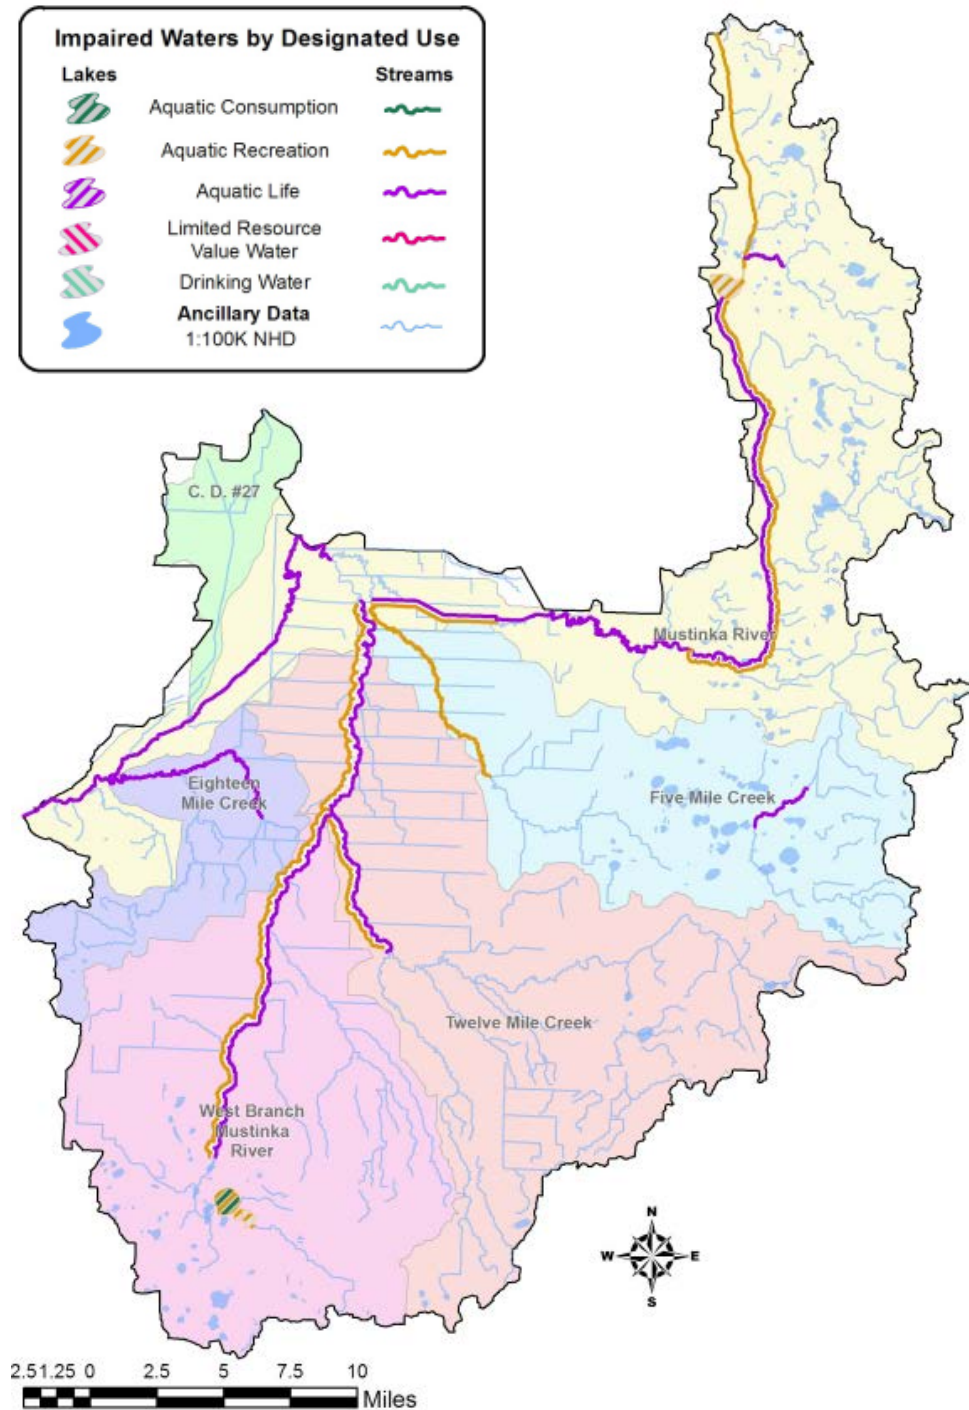 Impaired Waters by Designated Use
Lakes
Streams
Aquatic Consumption
Aquatic Recreation
Aquatic Life
Limited Resource
Value Water
Drinking Water
Ancillary Data
1:100K NHD
C. D. #27
Mustinka River
Eighteen
Mile Creek
Five Mile Creek
Twelve Mile Creek
West Branch
Mustinka
River
N
W
E
S
2.5 1.25 0 2.5 5 7.5 10
Miles